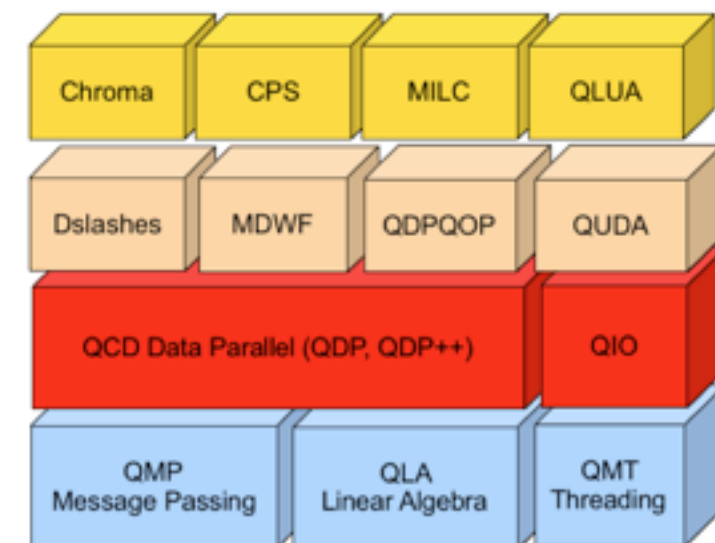 Chroma
CPS
MILC
QLUA
Dslashes
MDWF
QDPQOP
QUDA
QCD Data Parallel (QDP, QDP++)
QIO
QMP
Message Passing
QLA
Linear Algebra
QMT
Threading